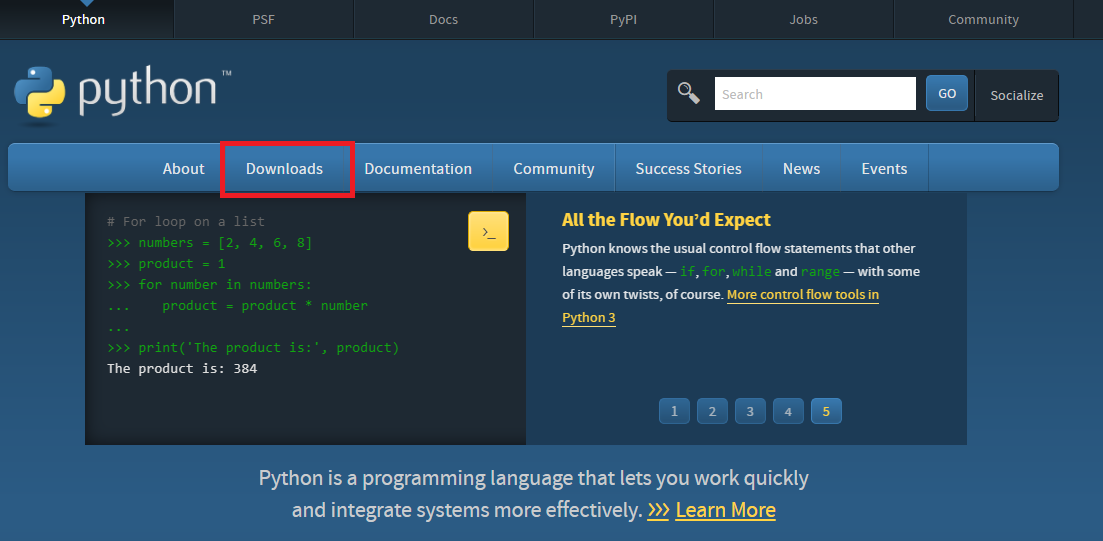 Python PSF Docs PyPI Jobs Community
python™
Search GO Socialize
About Downloads Documentation Community Success Stories News Events
# For loop on a list
>>> numbers = [2, 4, 6, 8]
>>> product = 1
>>> for number in numbers:
...    product = product * number
...
>>> print('The product is:', product)
The product is: 384
>_
All the Flow You’d Expect
Python knows the usual control flow statements that other
languages speak — if, for, while and range — with some
of its own twists, of course. More control flow tools in
Python 3
1 2 3 4 5
Python is a programming language that lets you work quickly
and integrate systems more effectively. >>> Learn More